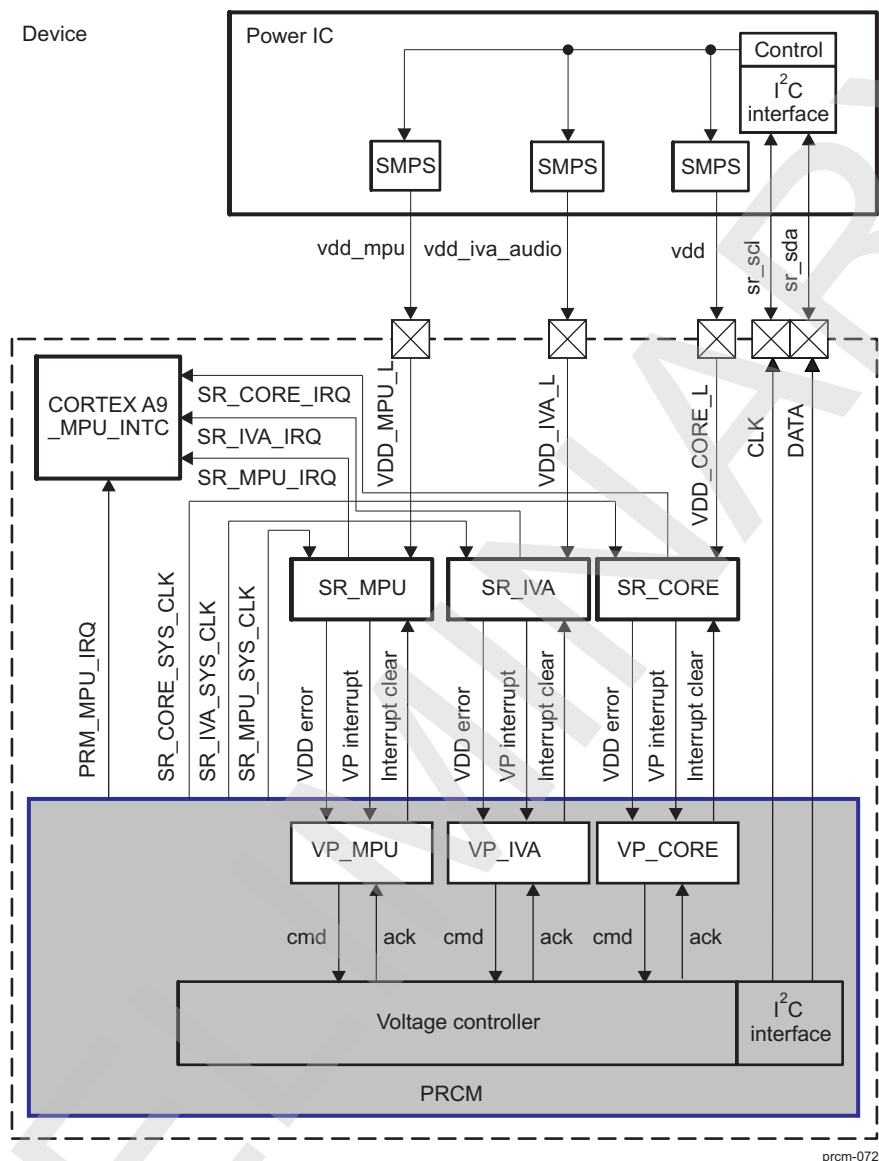 Device
Power IC
Control
I2C
interface
SMPS
SMPS
SMPS
vdd_mpu
vdd_iva_audio
vdd
sr_scl
sr_sda
CORTEX A9
_MPU_INTC
SR_CORE_IRQ
SR_IVA_IRQ
SR_MPU_IRQ
VDD_MPU_L
VDD_IVA_L
VDD_CORE_L
CLK
DATA
SR_MPU
SR_IVA
SR_CORE
PRM_MPU_IRQ
SR_CORE_SYS_CLK
SR_IVA_SYS_CLK
SR_MPU_SYS_CLK
VDD error
VP interrupt
Interrupt clear
VDD error
VP interrupt
Interrupt clear
VDD error
VP interrupt
Interrupt clear
VP_MPU
VP_IVA
VP_CORE
cmd
ack
cmd
ack
cmd
ack
Voltage controller
I2C
interface
PRCM
prcm-072